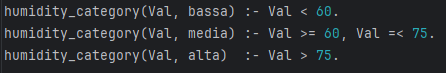 humidity_category(Val, bassa) :- Val < 60.
humidity_category(Val, media) :- Val >= 60, Val =< 75.
humidity_category(Val, alta)  :- Val > 75.